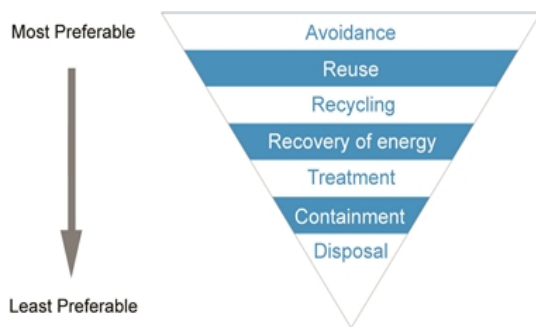 Most Preferable
Avoidance
Reuse
Recycling
Recovery of energy
Treatment
Containment
Disposal
Least Preferable